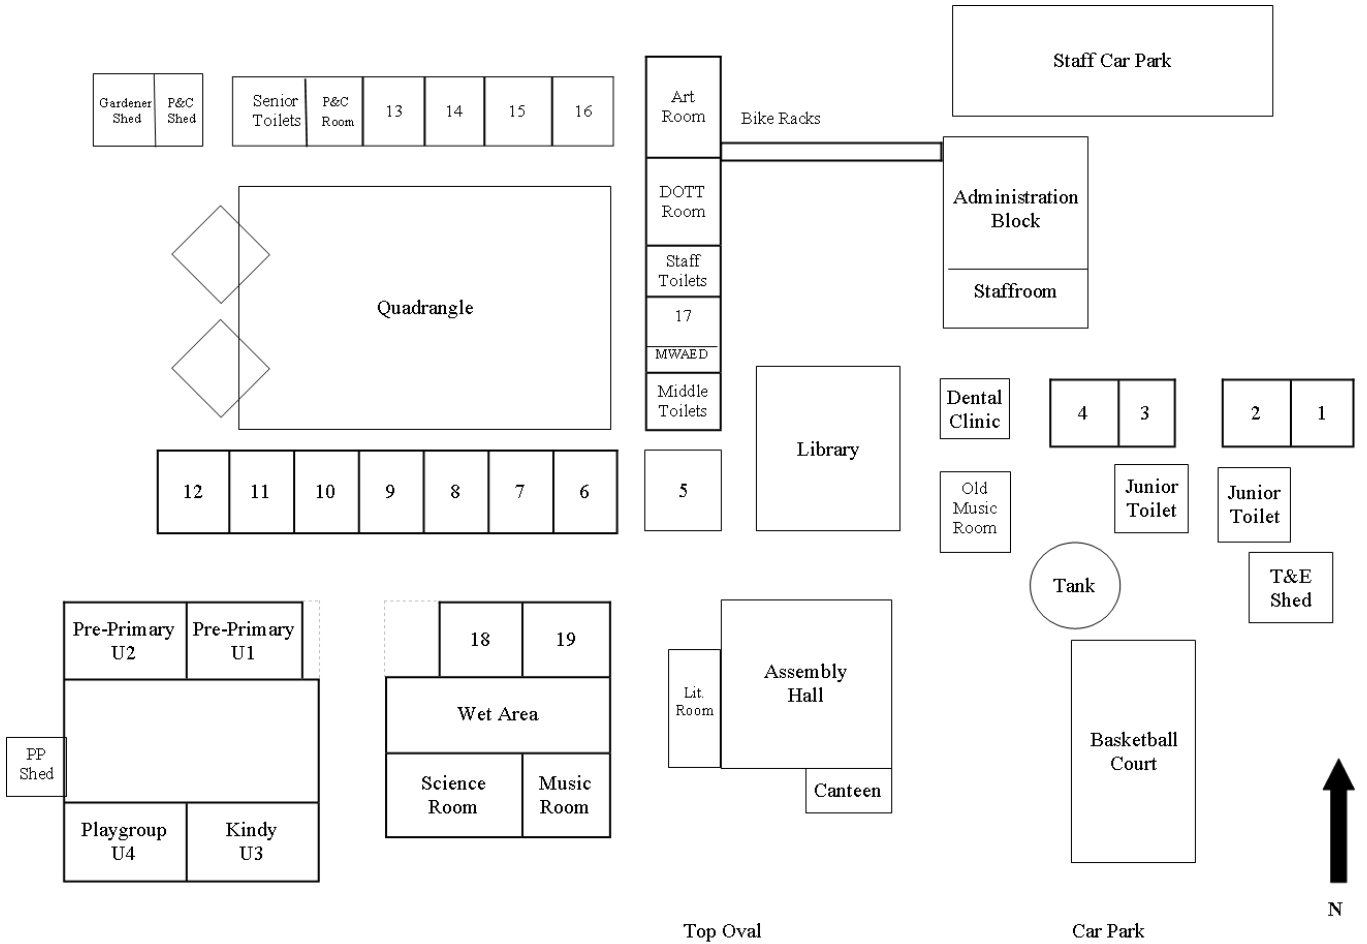 Staff Car Park
Gardener
Shed
P&C
Shed
Senior
Toilets
P&C
Room
13
14
15
16
Art
Room
Bike Racks
DOTT
Room
Administration
Block
Staff
Toilets
Staffroom
Quadrangle
17
MWAED
Middle
Toilets
Library
Dental
Clinic
4
3
2
1
12
11
10
9
8
7
6
5
Old
Music
Room
Junior
Toilet
Junior
Toilet
Tank
T&E
Shed
Pre-Primary
U2
Pre-Primary
U1
18
19
Wet Area
Lit.
Room
Assembly
Hall
PP
Shed
Science
Room
Music
Room
Canteen
Basketball
Court
Playgroup
U4
Kindy
U3
N
Top Oval
Car Park